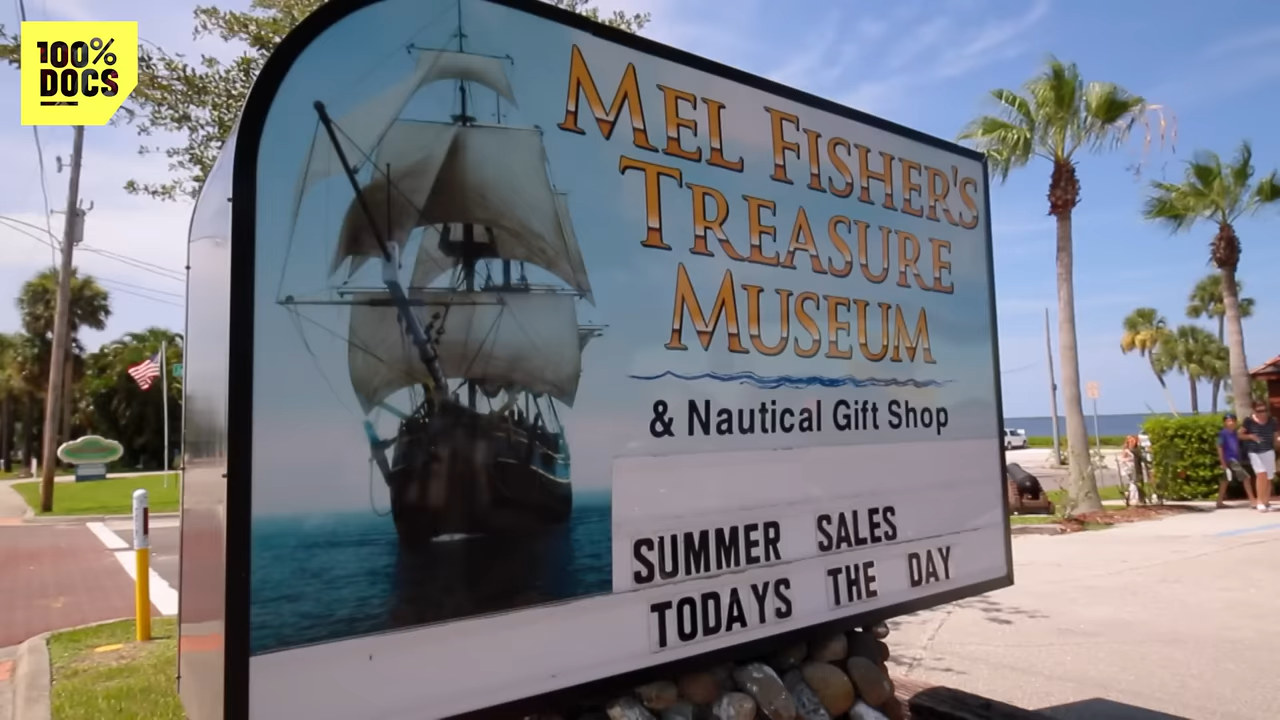 100%
DOCS
MEL FISHER'S
TREASURE
MUSEUM
& Nautical Gift Shop
SUMMER SALES
TODAYS THE DAY